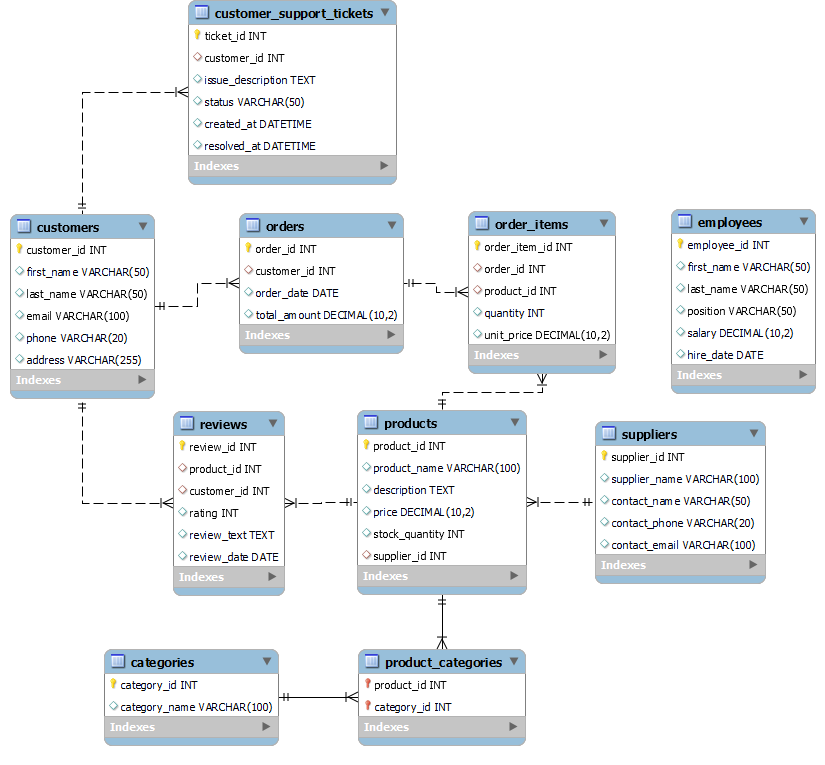 customer_support_tickets
ticket_id INT
customer_id INT
issue_description TEXT
status VARCHAR(50)
created_at DATETIME
resolved_at DATETIME
Indexes
customers
customer_id INT
first_name VARCHAR(50)
last_name VARCHAR(50)
email VARCHAR(100)
phone VARCHAR(20)
address VARCHAR(255)
Indexes
orders
order_id INT
customer_id INT
order_date DATE
total_amount DECIMAL(10,2)
Indexes
order_items
order_item_id INT
order_id INT
product_id INT
quantity INT
unit_price DECIMAL(10,2)
Indexes
employees
employee_id INT
first_name VARCHAR(50)
last_name VARCHAR(50)
position VARCHAR(50)
salary DECIMAL(10,2)
hire_date DATE
Indexes
reviews
review_id INT
product_id INT
customer_id INT
rating INT
review_text TEXT
review_date DATE
Indexes
products
product_id INT
product_name VARCHAR(100)
description TEXT
price DECIMAL(10,2)
stock_quantity INT
supplier_id INT
Indexes
suppliers
supplier_id INT
supplier_name VARCHAR(100)
contact_name VARCHAR(50)
contact_phone VARCHAR(20)
contact_email VARCHAR(100)
Indexes
categories
category_id INT
category_name VARCHAR(100)
Indexes
product_categories
product_id INT
category_id INT
Indexes